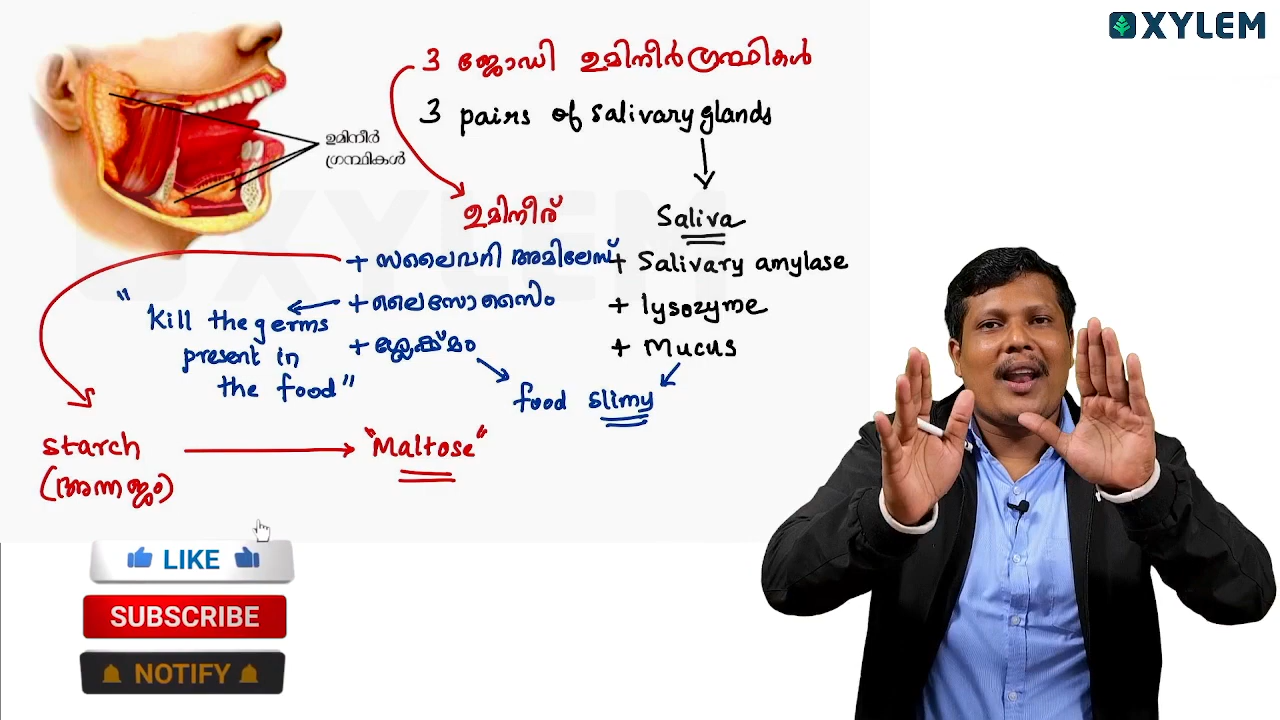 XYLEM
3 ജോഡി ഉമിനീർഗ്രന്ഥികൾ
3 pairs of salivary glands
ഉമിനീർ
ഗ്രന്ഥികൾ
ഉമിനീര്
Saliva
+ സലൈവറി അമിലേസ്
+ Salivary amylase
+ ലൈസോസൈം
+ lysozyme
"Kill the germs
present in
the food"
+ ശ്ലേഷ്മം
+ Mucus
food slimy
starch
"Maltose"
(അന്നജം)
LIKE
SUBSCRIBE
NOTIFY
XYLEM